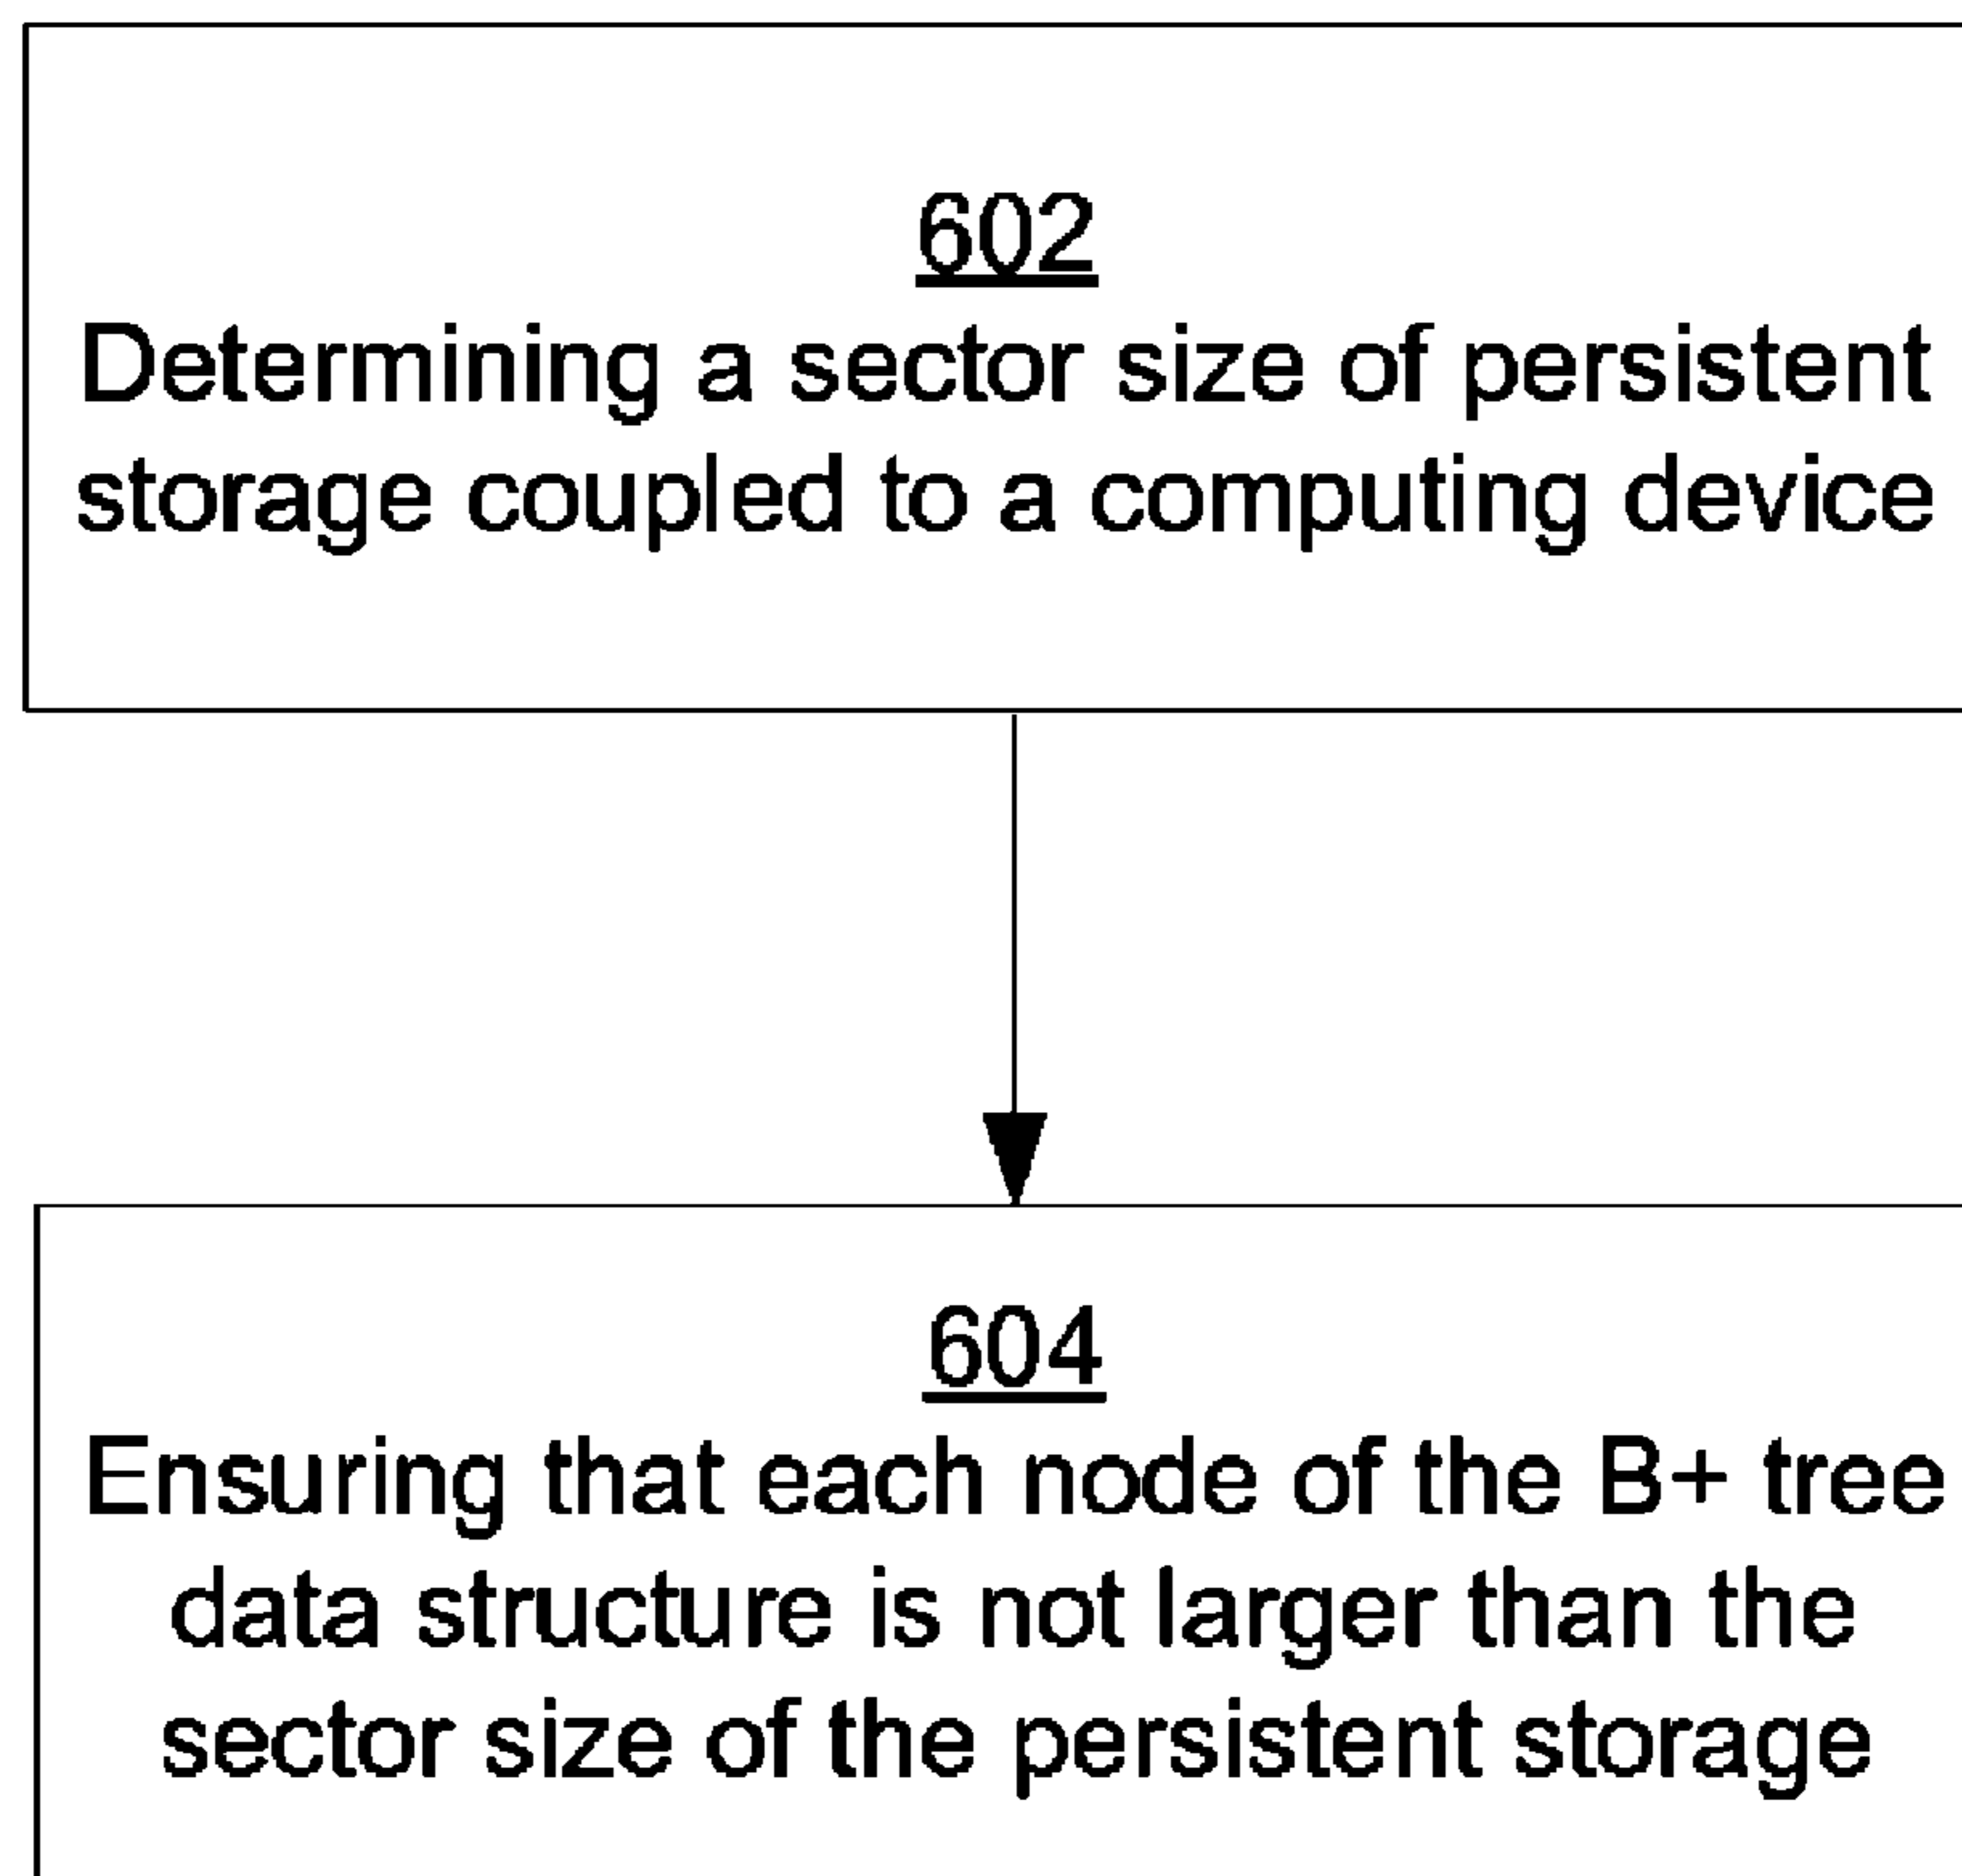 602
Determining a sector size of persistent
storage coupled to a computing device
604
Ensuring that each node of the B+ tree
data structure is not larger than the
sector size of the persistent storage